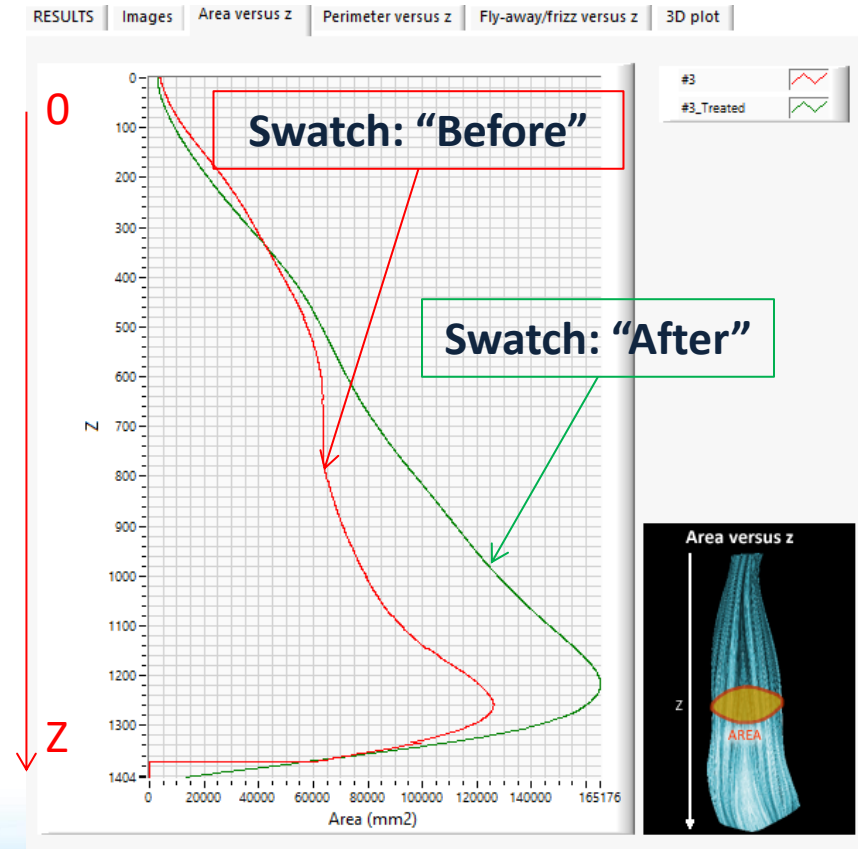 RESULTS Images Area versus z Perimeter versus z Fly-away/frizz versus z 3D plot
#3
#3_Treated
0
Z
Swatch: “Before”
Swatch: “After”
Z
0
100
200
300
400
500
600
700
800
900
1000
1100
1200
1300
1404
0 20000 40000 60000 80000 100000 120000 140000 165176
Area (mm2)
Area versus z
Z
AREA